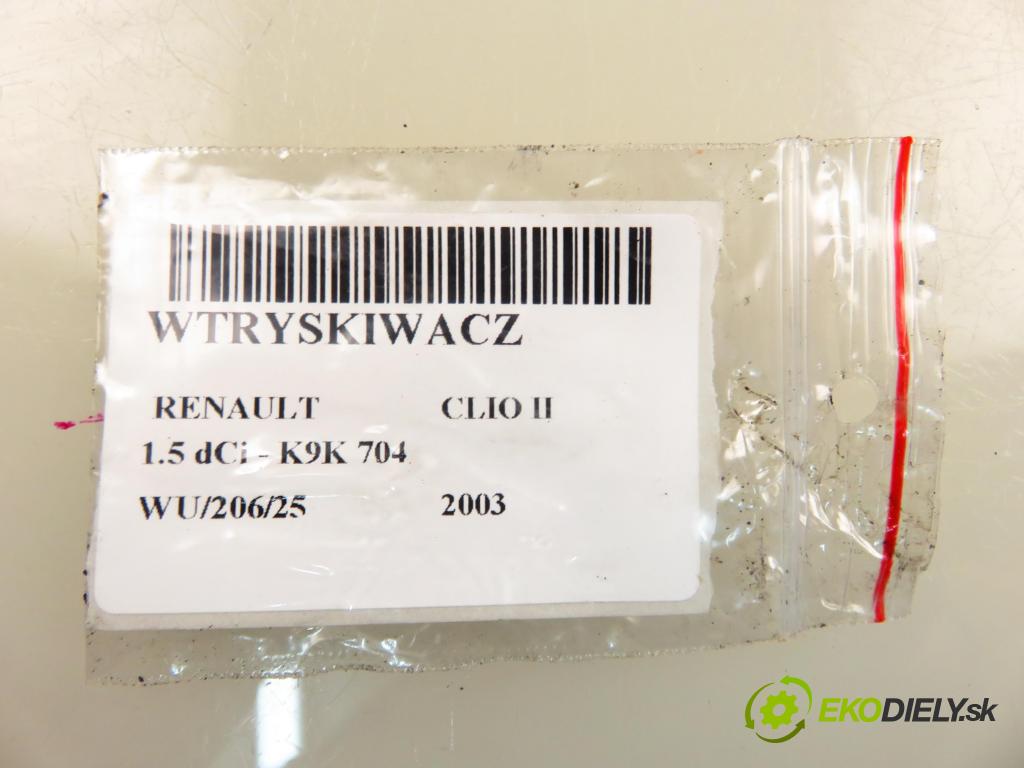 WTRYSKIWACZ
RENAULT CLIO II
1.5 dCi - K9K 704
WU/206/25 2003
EKODIELY.sk